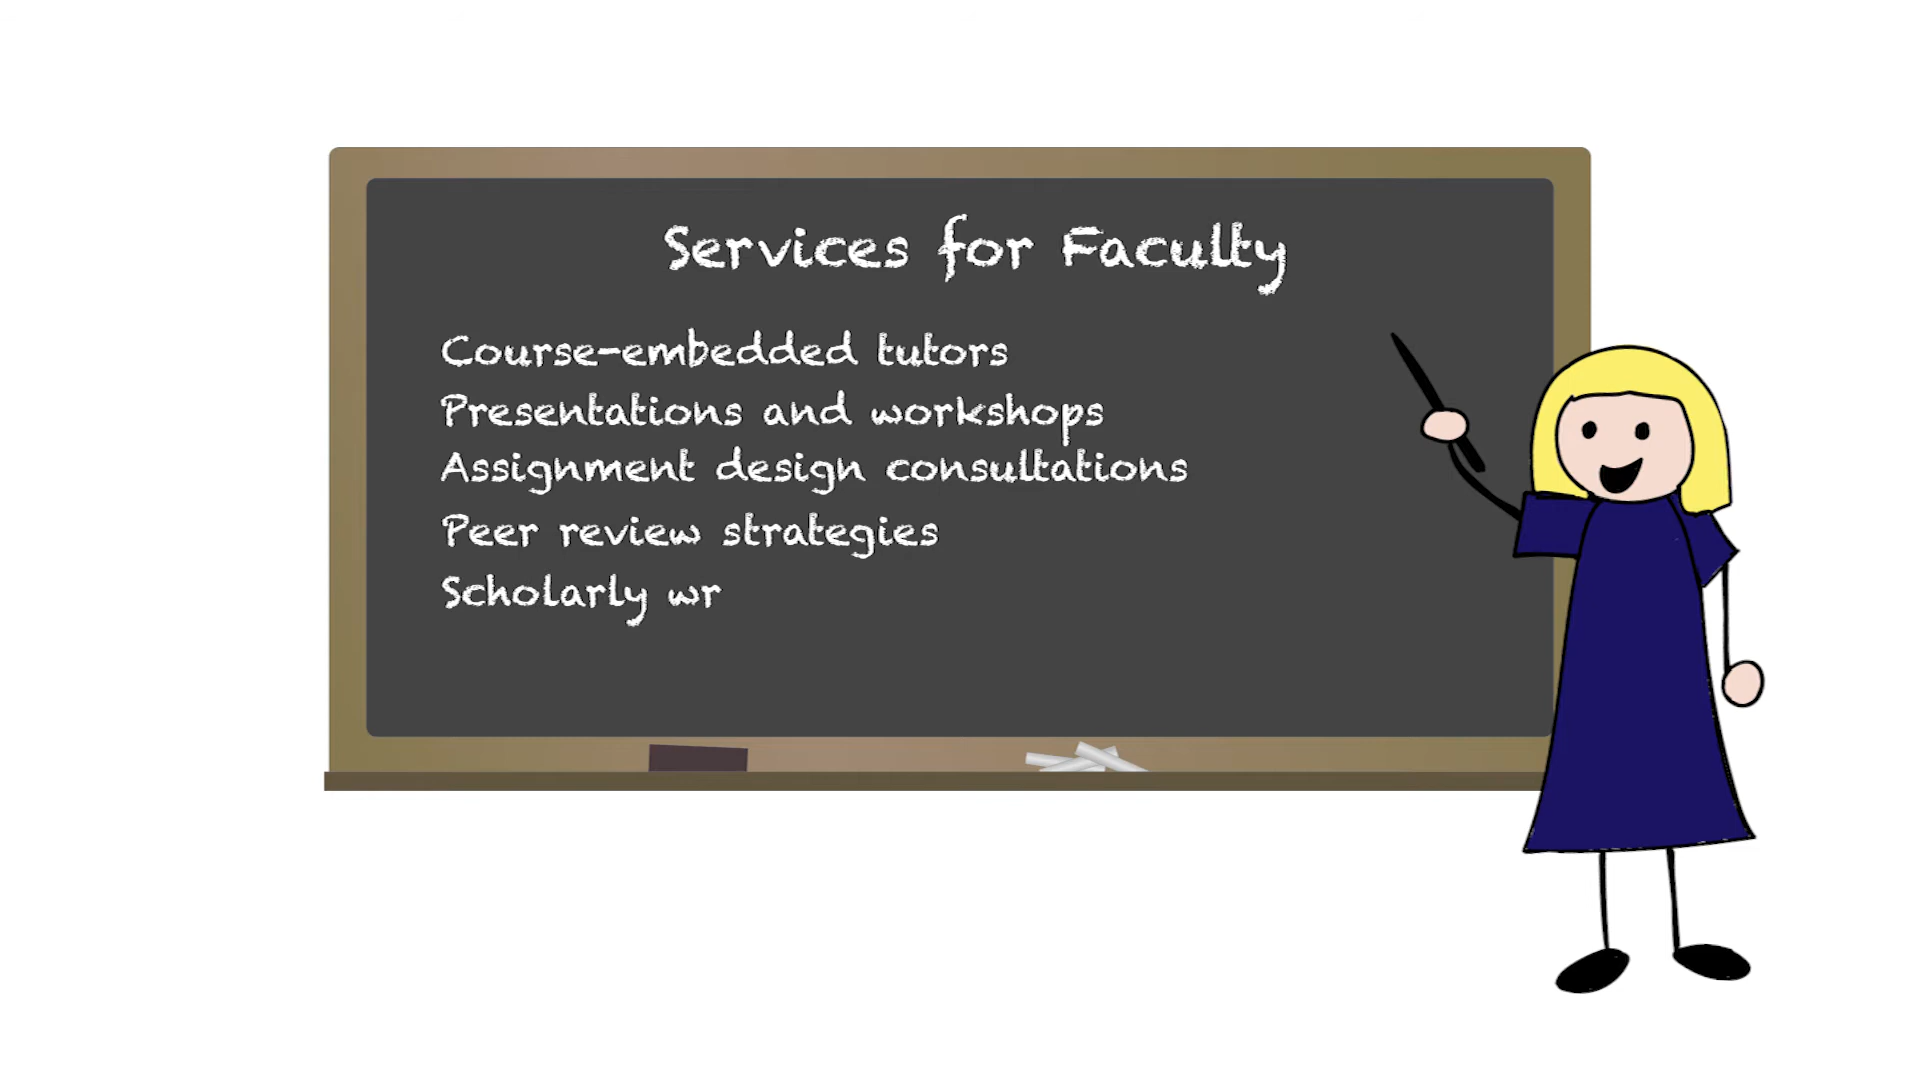 Services for Faculty
Course-embedded tutors
Presentations and workshops
Assignment design consultations
Peer review strategies
Scholarly wr